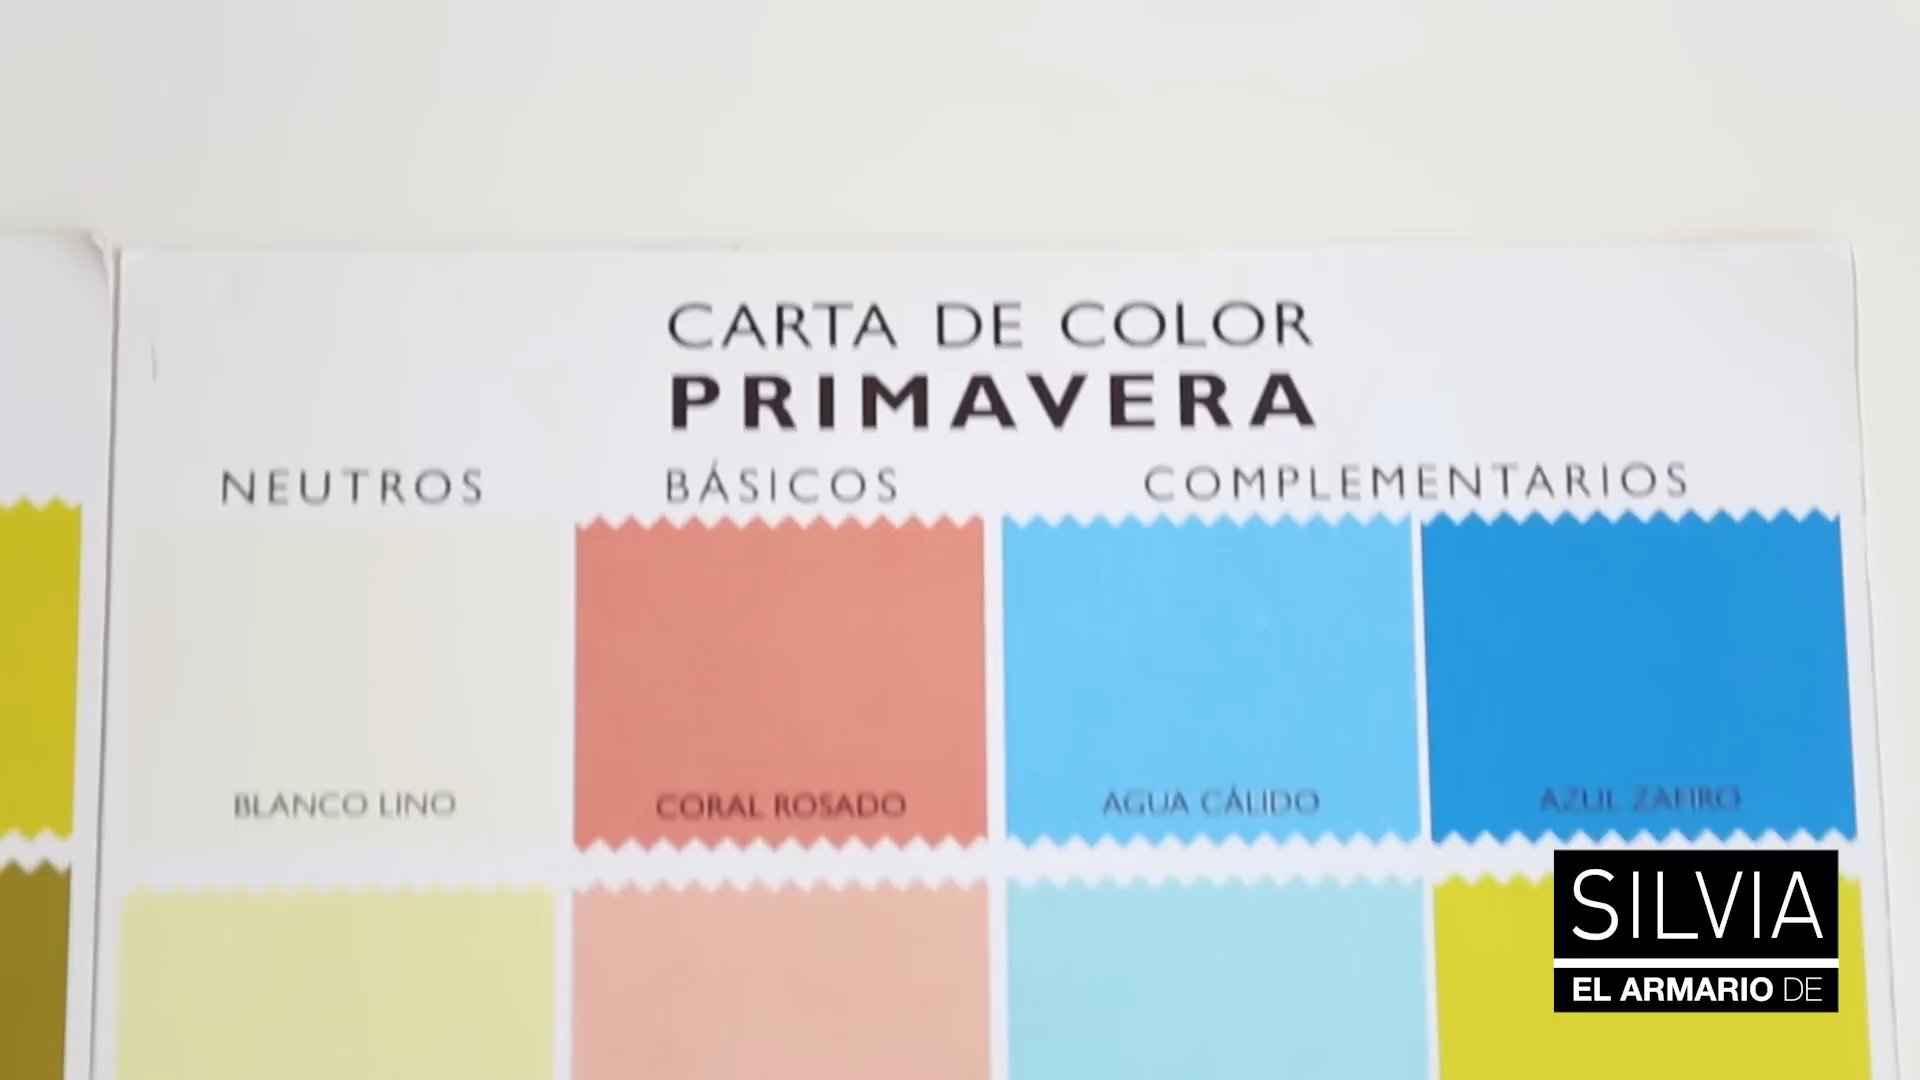 CARTA DE COLOR
PRIMAVERA
NEUTROS BÁSICOS COMPLEMENTARIOS
BLANCO LINO CORAL ROSADO AGUA CÁLIDO AZUL ZAFIRO
SILVIA
EL ARMARIO DE